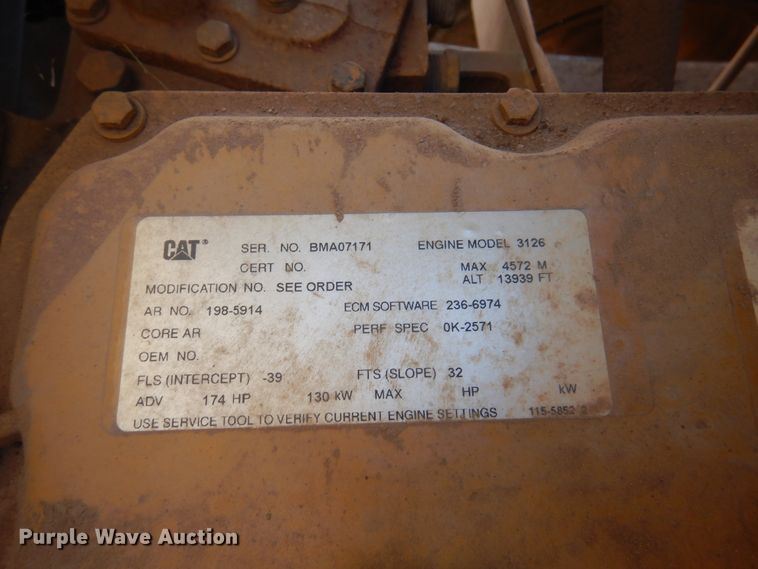 CAT® SER. NO. BMA07171 ENGINE MODEL 3126
CERT NO. MAX 4572 M
ALT 13939 FT
MODIFICATION NO. SEE ORDER
AR NO. 198-5914 ECM SOFTWARE 236-6974
CORE AR PERF SPEC 0K-2571
OEM NO.
FLS (INTERCEPT) -39 FTS (SLOPE) 32
ADV 174 HP 130 kW MAX HP kW
USE SERVICE TOOL TO VERIFY CURRENT ENGINE SETTINGS 115-5852 2
Purple Wave Auction